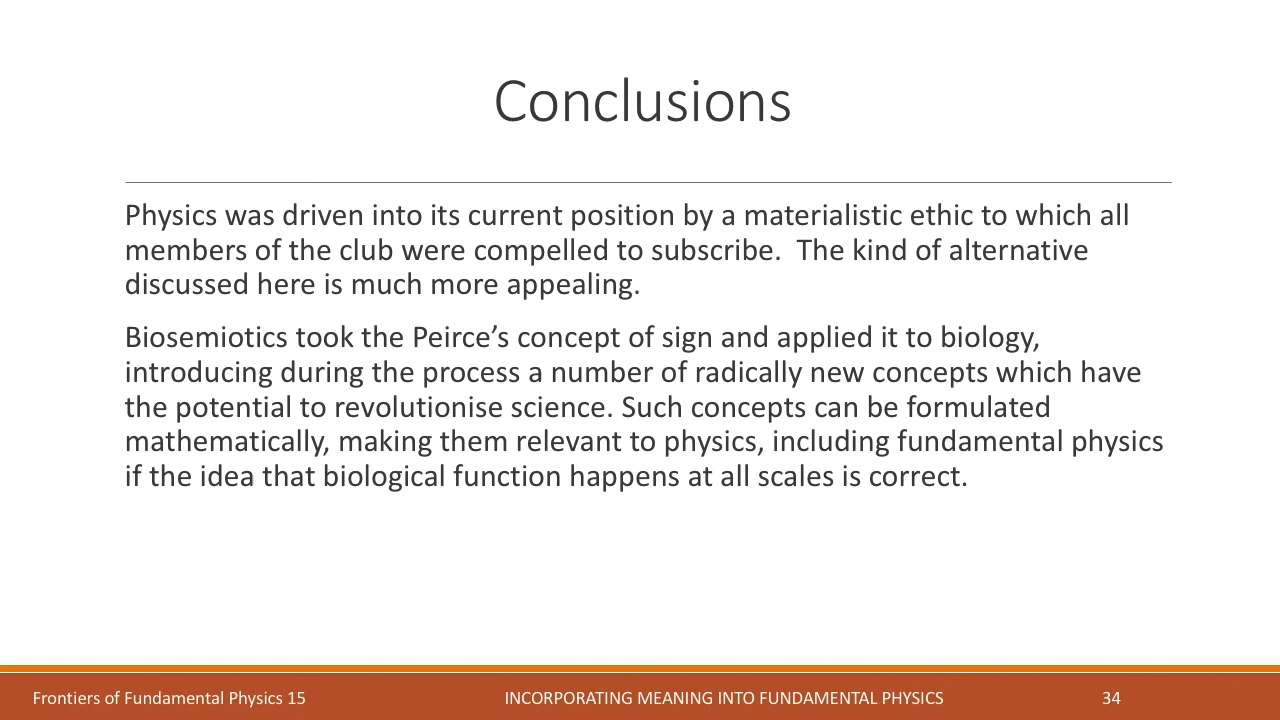 Conclusions
Physics was driven into its current position by a materialistic ethic to which all
members of the club were compelled to subscribe.  The kind of alternative
discussed here is much more appealing.
Biosemiotics took the Peirce’s concept of sign and applied it to biology,
introducing during the process a number of radically new concepts which have
the potential to revolutionise science. Such concepts can be formulated
mathematically, making them relevant to physics, including fundamental physics
if the idea that biological function happens at all scales is correct.
Frontiers of Fundamental Physics 15
INCORPORATING MEANING INTO FUNDAMENTAL PHYSICS
34